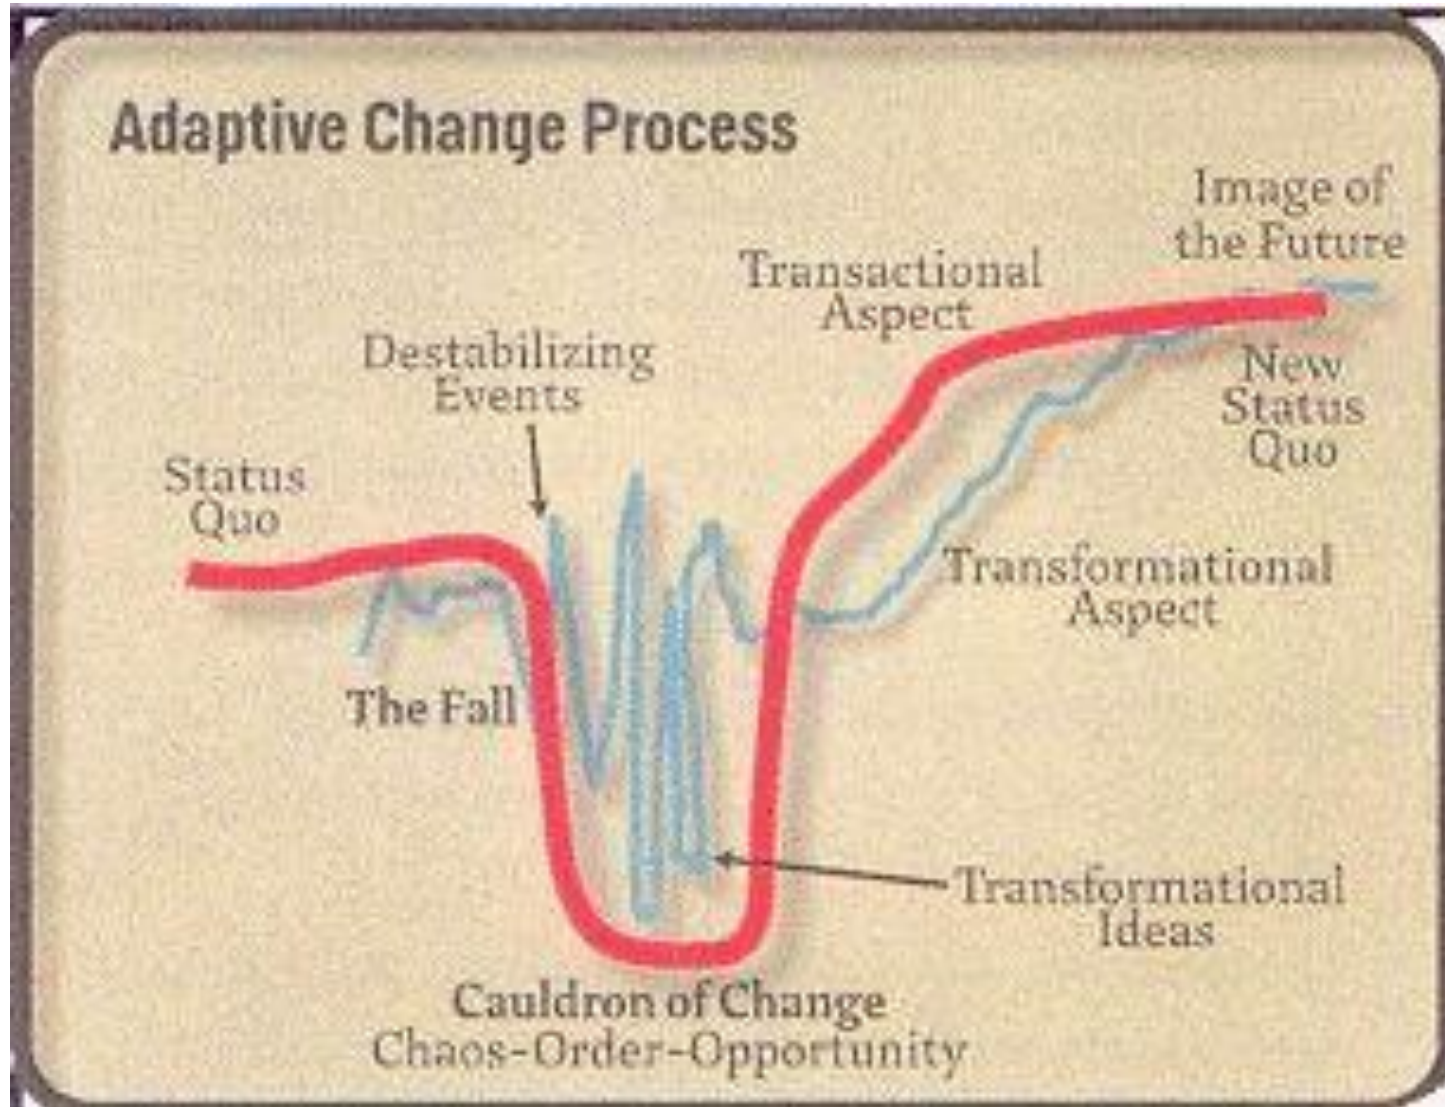 Adaptive Change Process
Image of
the Future
Transactional
Aspect
Destabilizing
Events
New
Status
Quo
Status
Quo
Transformational
Aspect
The Fall
Transformational
Ideas
Cauldron of Change
Chaos-Order-Opportunity